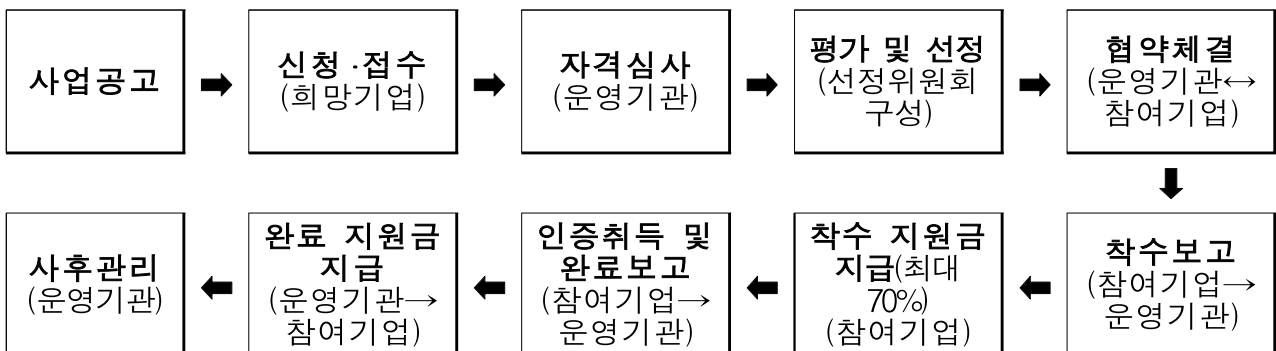 사업공고
신청·접수
(희망기업)
자격심사
(운영기관)
평가 및 선정
(선정위원회
구성)
협약체결
(운영기관↔
참여기업)
착수보고
(참여기업→
운영기관)
착수 지원금
지급(최대
70%)
(참여기업)
인증취득 및
완료보고
(참여기업→
운영기관)
완료 지원금
지급
(운영기관→
참여기업)
사후관리
(운영기관)